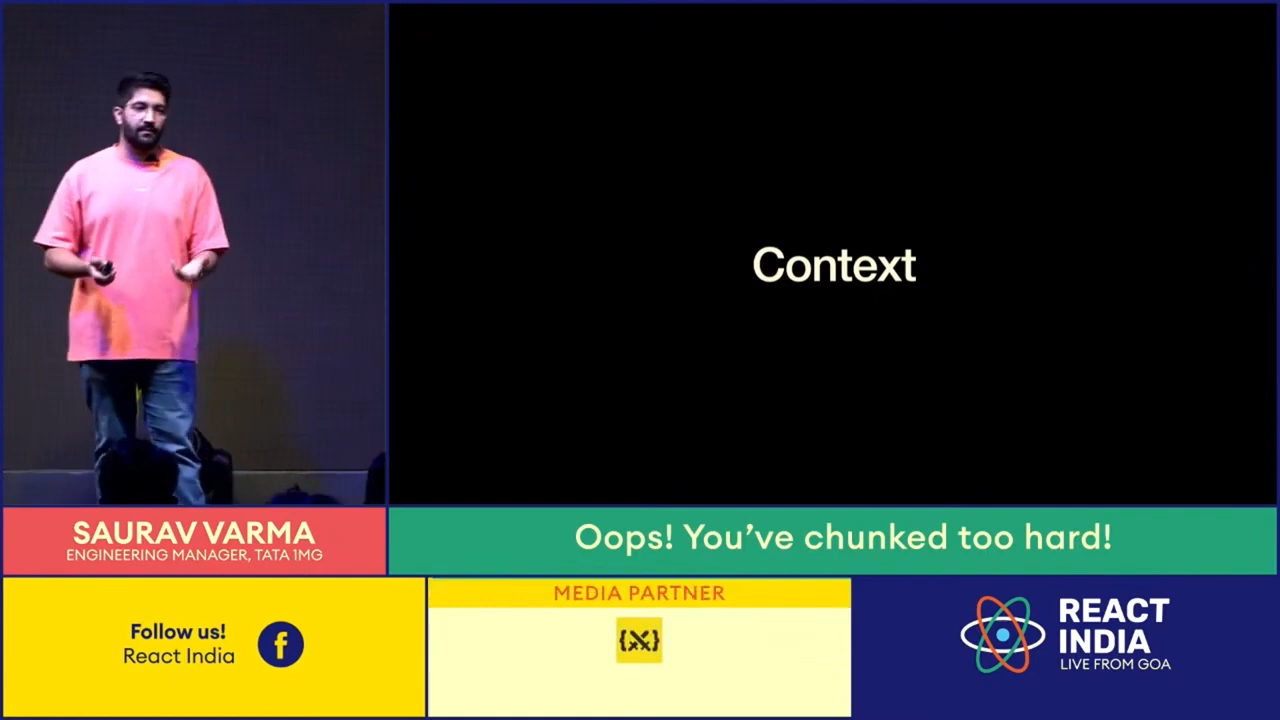 Context
SAURAV VARMA
ENGINEERING MANAGER, TATA 1MG
Oops! You've chunked too hard!
Follow us!
React India
f
MEDIA PARTNER
{X}
REACT
INDIA
LIVE FROM GOA